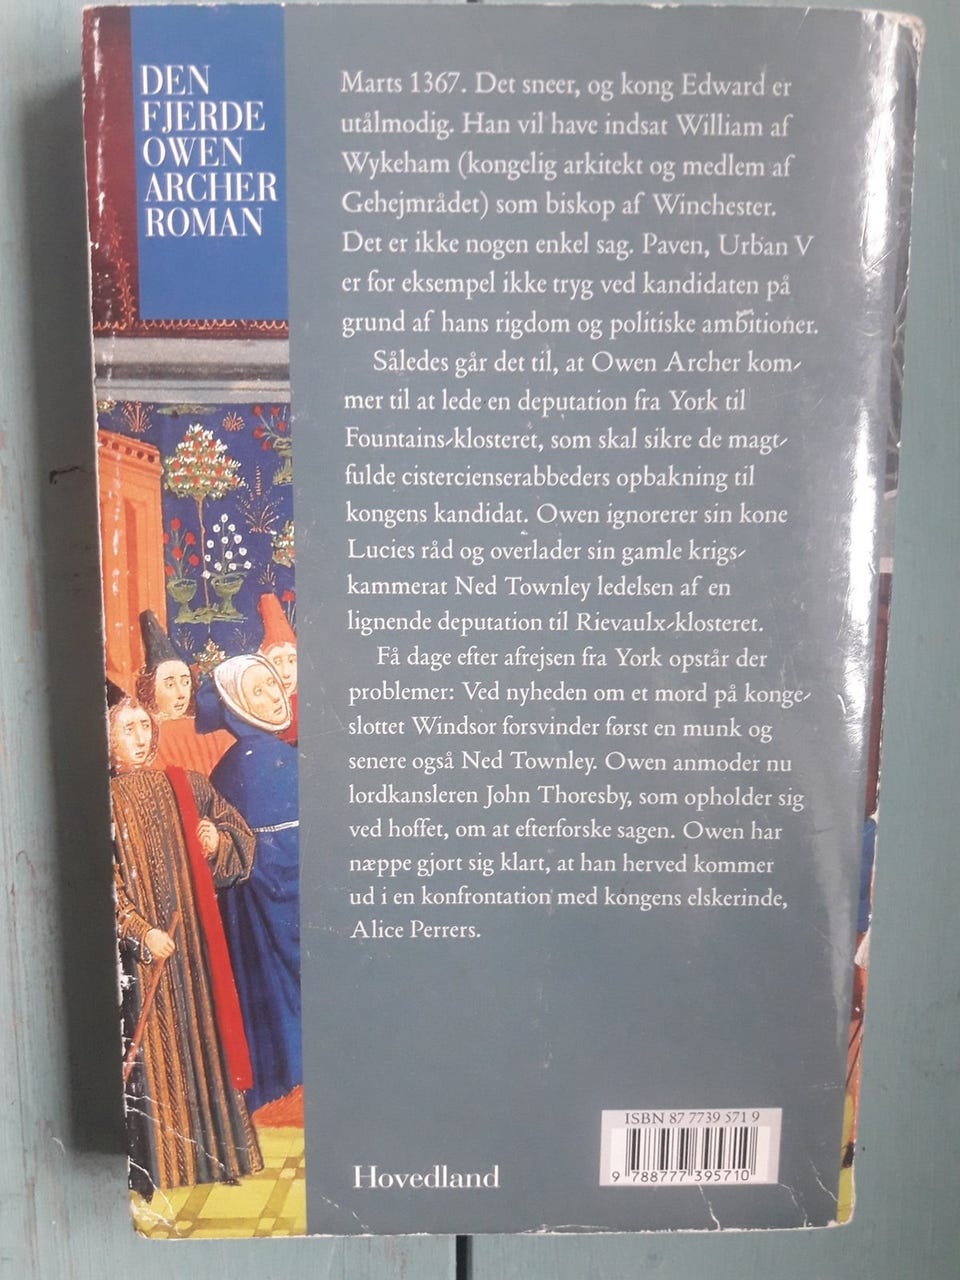 DEN
FJERDE
OWEN
ARCHER
ROMAN
Marts 1367. Det sneer, og kong Edward er
utålmodig. Han vil have indsat William af
Wykeham (kongelig arkitekt og medlem af
Gehejmrådet) som biskop af Winchester.
Det er ikke nogen enkel sag. Paven, Urban V
er for eksempel ikke tryg ved kandidaten på
grund af hans rigdom og politiske ambitioner.
Således går det til, at Owen Archer kom-
mer til at lede en deputation fra York til
Fountains-klosteret, som skal sikre de magt-
fulde cistercienserabbeders opbakning til
kongens kandidat. Owen ignorerer sin kone
Lucies råd og overlader sin gamle krigs-
kammerat Ned Townley ledelsen af en
lignende deputation til Rievaulx-klosteret.
Få dage efter afrejsen fra York opstår der
problemer: Ved nyheden om et mord på konge-
slottet Windsor forsvinder først en munk og
senere også Ned Townley. Owen anmoder nu
lordkansleren John Thoresby, som opholder sig
ved hoffet, om at efterforske sagen. Owen har
næppe gjort sig klart, at han herved kommer
ud i en konfrontation med kongens elskerinde,
Alice Perrers.
ISBN 87 7739 571 9
9 788777 395710
Hovedland